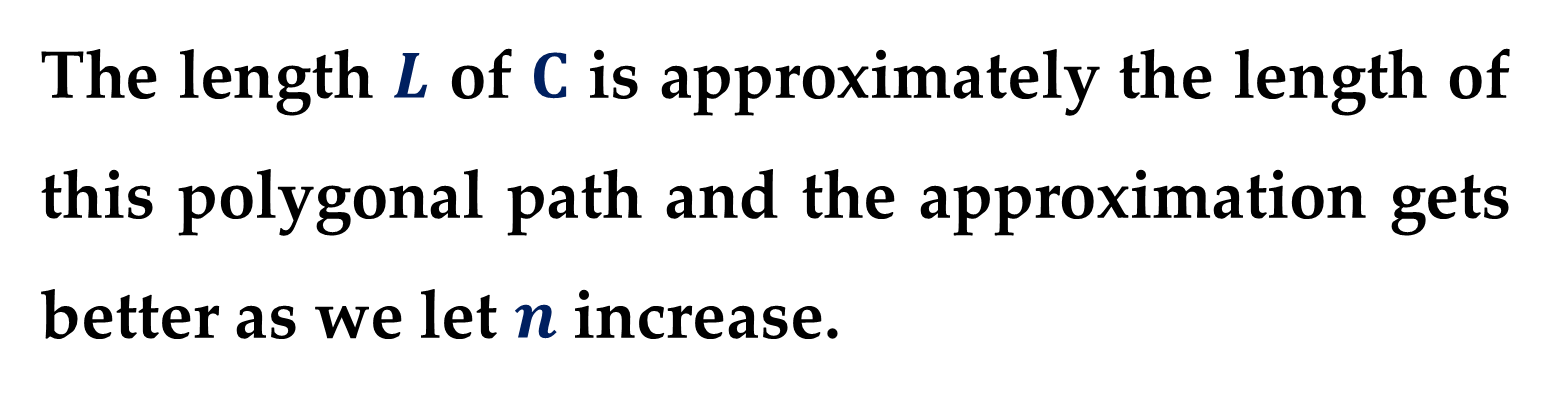 The length L of C is approximately the length of
this polygonal path and the approximation gets
better as we let n increase.